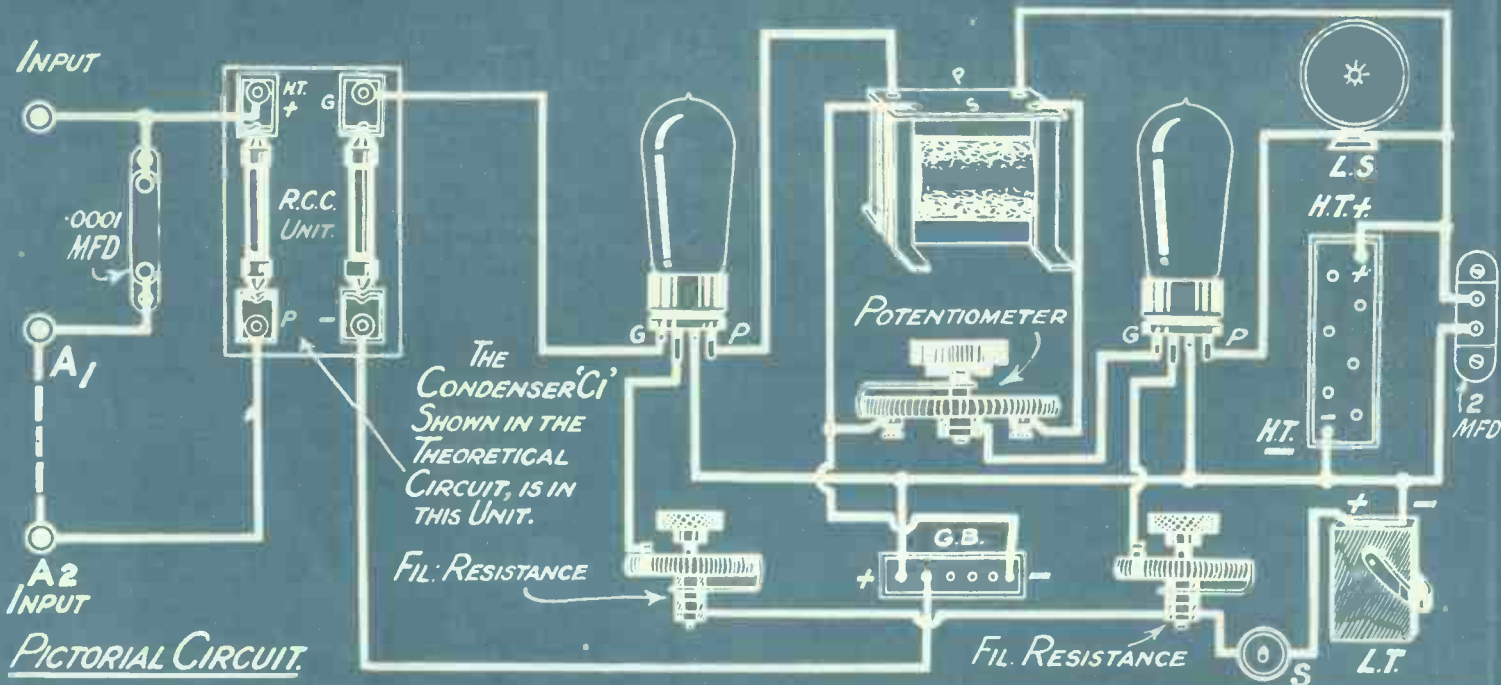 INPUT
H.T.
+
G
P
S
R.C.C.
UNIT.
L.S
H.T.+.
+
.0001
MFD
P
-
G
P
POTENTIOMETER
G
P
A1
THE
CONDENSER 'C1'
SHOWN IN THE
THEORETICAL
CIRCUIT, IS IN
THIS UNIT.
-
H.T.
-
2
MFD
+
-
A2
INPUT
FIL: RESISTANCE
G.B.
+
-
FIL. RESISTANCE
S
L.T.
PICTORIAL CIRCUIT.